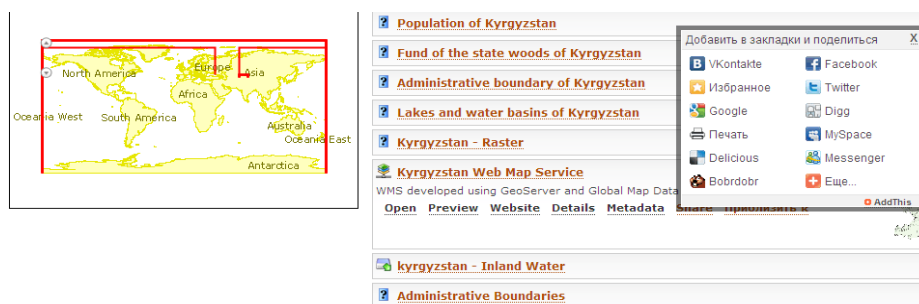 North America
Europe
Asia
Africa
Oceania West
South America
Australia
Oceania East
Antarctica
Population of Kyrgyzstan
Fund of the state woods of Kyrgyzstan
Administrative boundary of Kyrgyzstan
Lakes and water basins of Kyrgyzstan
Kyrgyzstan - Raster
Kyrgyzstan Web Map Service
WMS developed using GeoServer and Global Map Data
Open Preview Website Details Metadata Share Приблизить к
kyrgyzstan - Inland Water
Administrative Boundaries
Добавить в закладки и поделиться X
VKontakte Facebook
Избранное Twitter
Google Digg
Печать MySpace
Delicious Messenger
Bobrdobr Еще...
AddThis